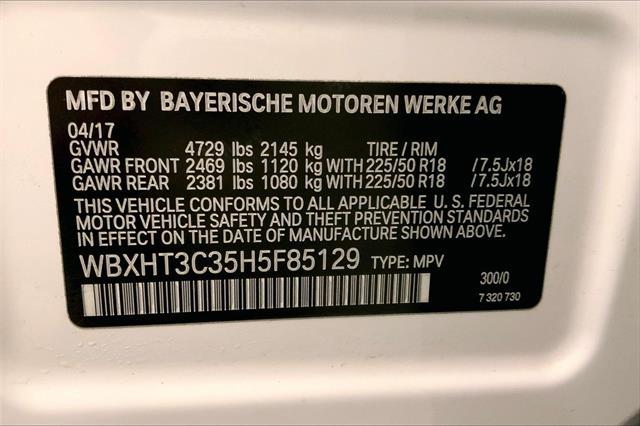 MFD BY BAYERISCHE MOTOREN WERKE AG
04/17
GVWR 4729 lbs 2145 kg TIRE / RIM
GAWR FRONT 2469 lbs 1120 kg WITH 225/50 R18 /7.5Jx18
GAWR REAR 2381 lbs 1080 kg WITH 225/50 R18 /7.5Jx18
THIS VEHICLE CONFORMS TO ALL APPLICABLE U. S. FEDERAL
MOTOR VEHICLE SAFETY AND THEFT PREVENTION STANDARDS
IN EFFECT ON THE DATE OF MANUFACTURE SHOWN ABOVE.
WBXHT3C35H5F85129 TYPE: MPV
300/0
7 320 730